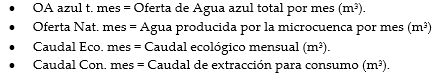 • OA azul t. mes = Oferta de Agua azul total por mes (m³).
• Oferta Nat. mes = Agua producida por la microcuenca por mes (m³)
• Caudal Eco. mes = Caudal ecológico mensual (m³).
• Caudal Con. mes = Caudal de extracción para consumo (m³).